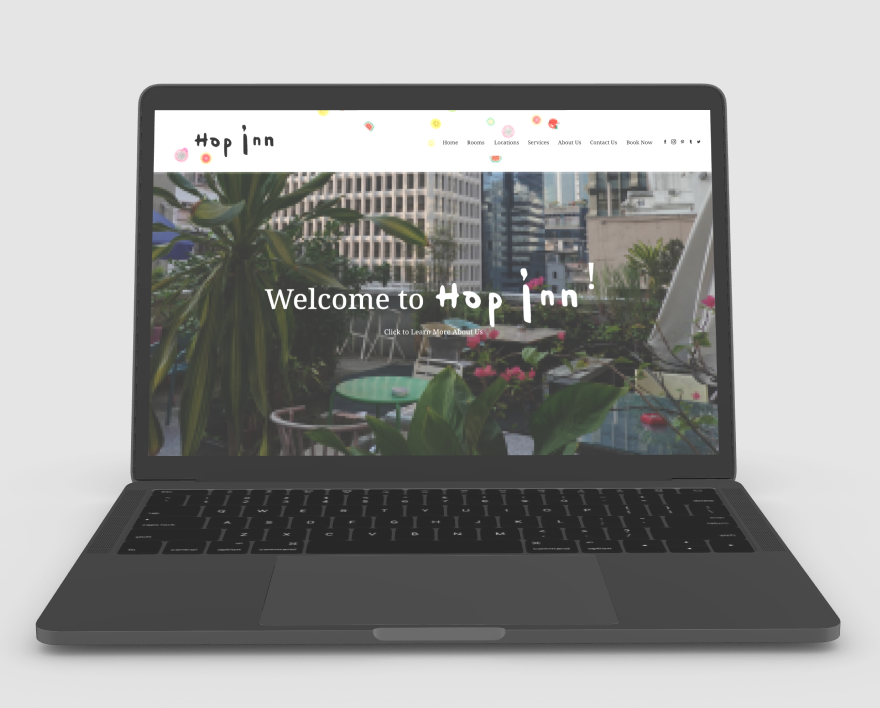 Hop inn
Home Rooms Locations Services About Us Contact Us Book Now
Welcome to Hop inn!
Click to Learn More About Us
Q W E R T Y U I O P
A S D F G H J K L
Z X C V B N M